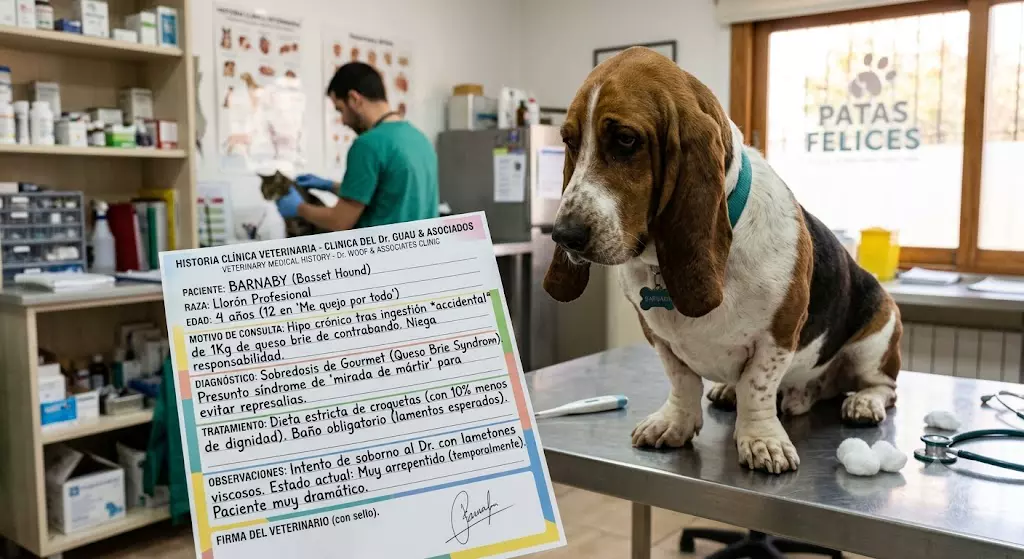 HISTORIA CLÍNICA VETERINARIA
PATAS
FELICES
HISTORIA CLÍNICA VETERINARIA - CLINICA DEL Dr. GUAU & ASOCIADOS
VETERINARY MEDICAL HISTORY - Dr. WOOF & ASSOCIATES CLINIC
PACIENTE: BARNABY (Basset Hound)
RAZA: Llorón Profesional
EDAD: 4 años (12 en 'Me quejo por todo')
MOTIVO DE CONSULTA: Hipo crónico tras ingestión "accidental"
de 1Kg de queso brie de contrabando. Niega
responsabilidad.
DIAGNÓSTICO: Sobredosis de Gourmet (Queso Brie Syndrom).
Presunto síndrome de 'mirada de mártir' para
evitar represalias.
TRATAMIENTO: Dieta estricta de croquetas (con 10% menos
de dignidad). Baño obligatorio (lamentos esperados).
OBSERVACIONES: Intento de soborno al Dr. con lametones
viscosos. Estado actual: Muy arrepentido (temporalmente).
Paciente muy dramático.
FIRMA DEL VETERINARIO (con sello).
BARNABY